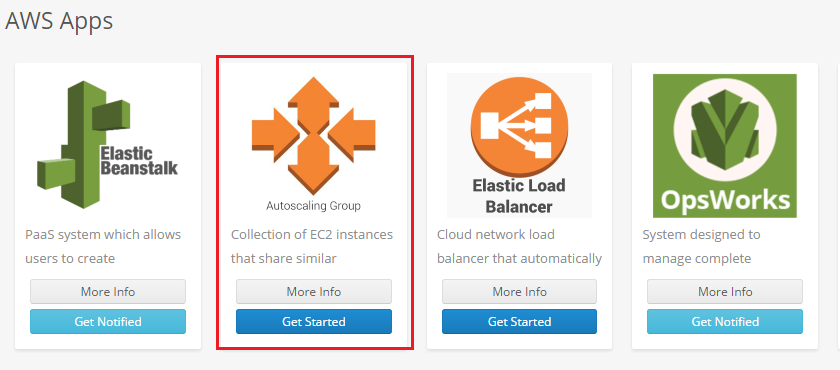 AWS Apps
Elastic
Beanstalk
PaaS system which allows
users to create
More Info
Get Notified
Autoscaling Group
Collection of EC2 instances
that share similar
More Info
Get Started
Elastic Load
Balancer
Cloud network load
balancer that automatically
More Info
Get Started
OpsWorks
System designed to
manage complete
More Info
Get Notified